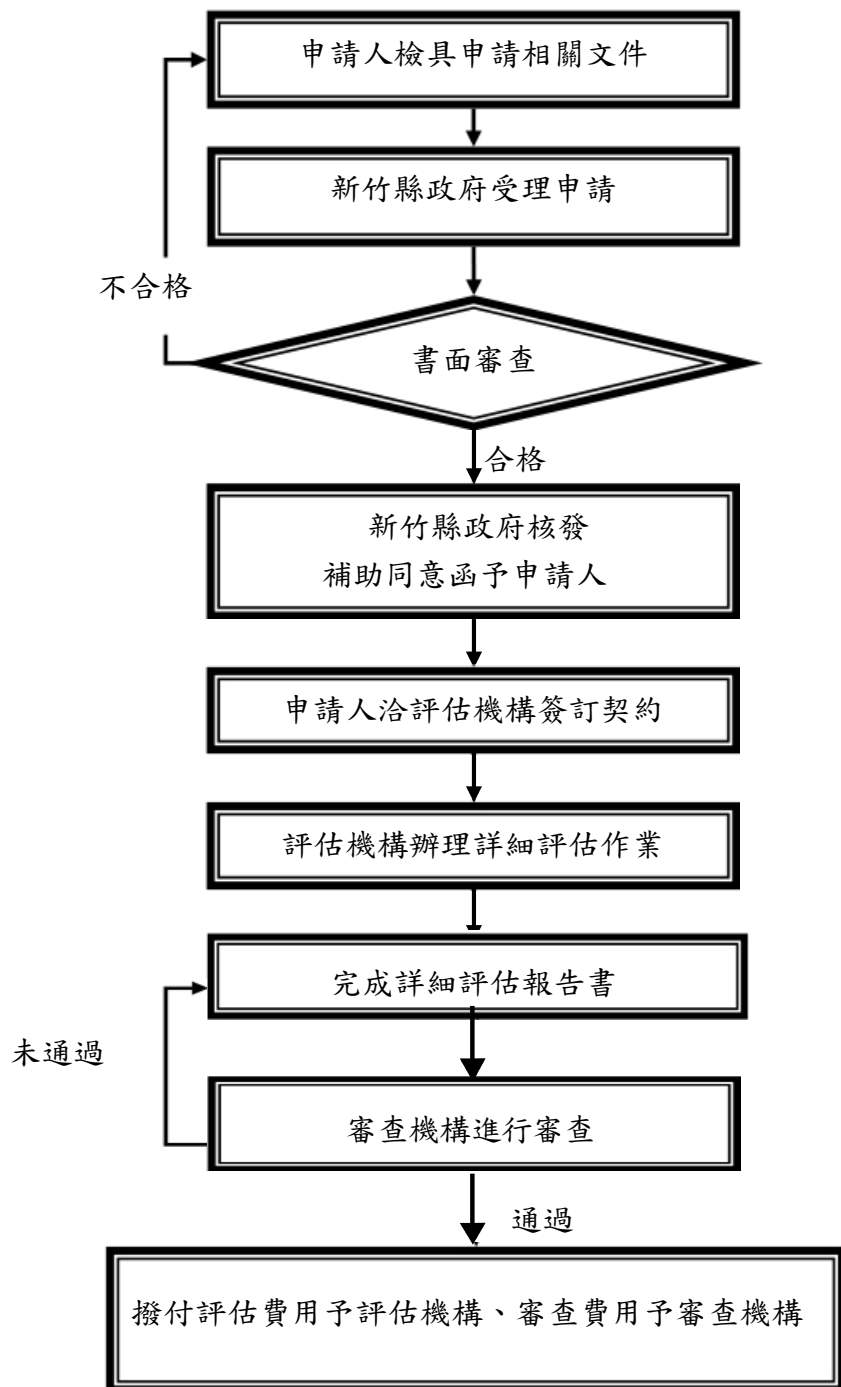 申請人檢具申請相關文件
新竹縣政府受理申請
不合格
書面審查
合格
新竹縣政府核發
補助同意函予申請人
申請人洽評估機構簽訂契約
評估機構辦理詳細評估作業
完成詳細評估報告書
未通過
審查機構進行審查
通過
撥付評估費用予評估機構、審查費用予審查機構